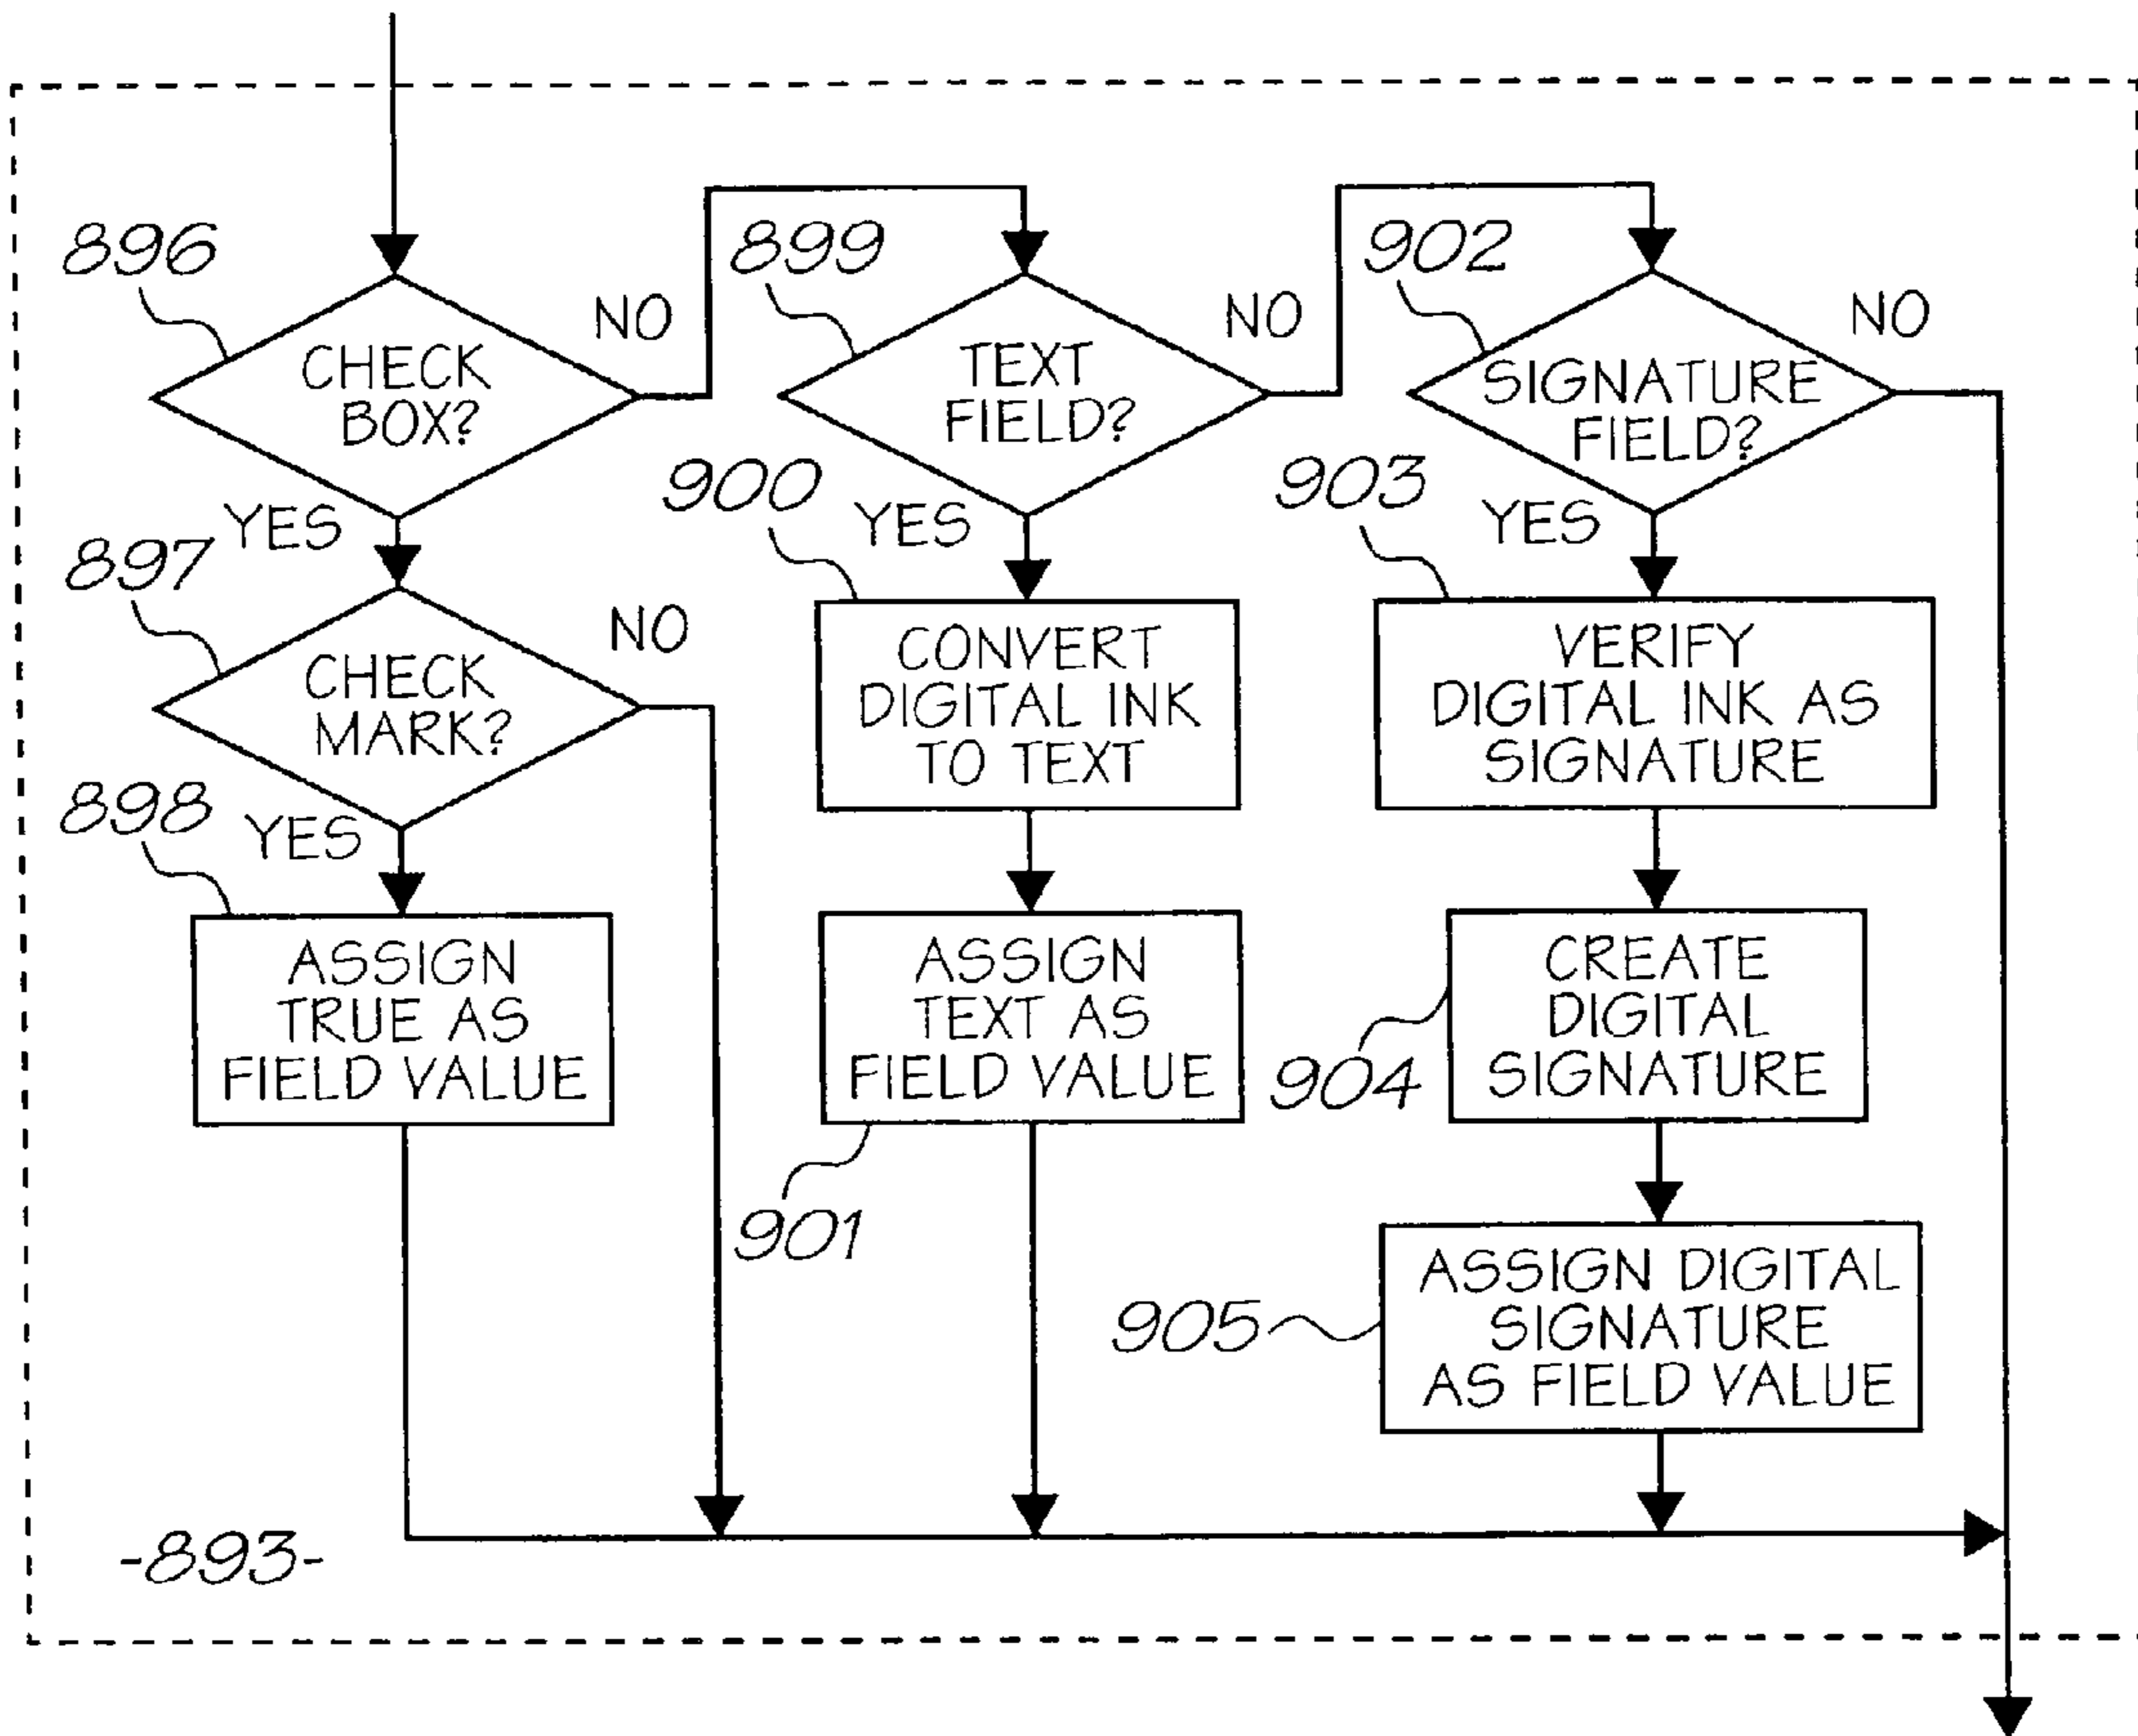 896
CHECK
BOX?
NO
YES
897
CHECK
MARK?
NO
YES
898
ASSIGN
TRUE AS
FIELD VALUE
899
TEXT
FIELD?
NO
YES
900
CONVERT
DIGITAL INK
TO TEXT
ASSIGN
TEXT AS
FIELD VALUE
901
902
SIGNATURE
FIELD?
NO
YES
903
VERIFY
DIGITAL INK AS
SIGNATURE
CREATE
DIGITAL
SIGNATURE
904
ASSIGN DIGITAL
SIGNATURE
AS FIELD VALUE
905
-893-